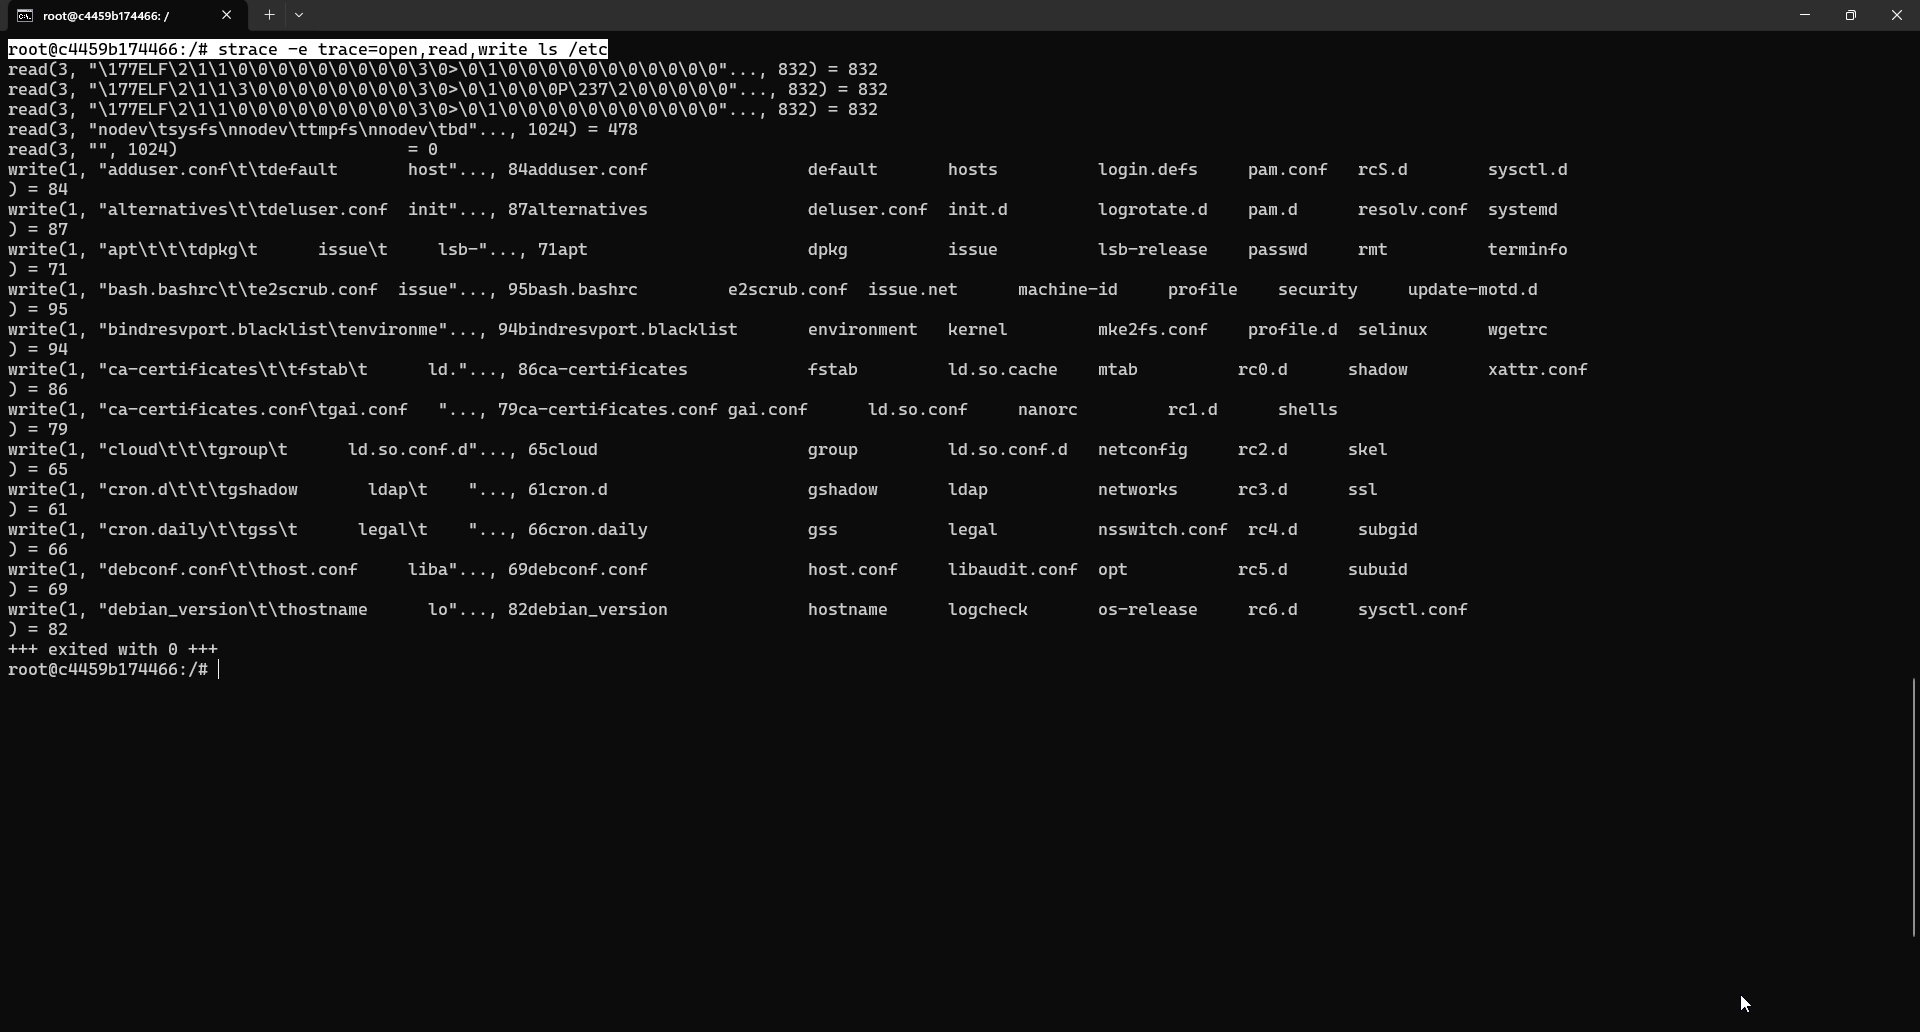 root@c4459b174466: /
root@c4459b174466:/# strace -e trace=open,read,write ls /etc
read(3, "\177ELF\2\1\1\0\0\0\0\0\0\0\0\0\3\0>\0\1\0\0\0\0\0\0\0\0\0\0\0"..., 832) = 832
read(3, "\177ELF\2\1\1\3\0\0\0\0\0\0\0\0\3\0>\0\1\0\0\0P\237\2\0\0\0\0\0"..., 832) = 832
read(3, "\177ELF\2\1\1\0\0\0\0\0\0\0\0\0\3\0>\0\1\0\0\0\0\0\0\0\0\0\0\0"..., 832) = 832
read(3, "nodev\tsysfs\nnodev\ttmpfs\nnodev\tbd"..., 1024) = 478
read(3, "", 1024)                       = 0
write(1, "adduser.conf\t\tdefault       host"..., 84adduser.conf                default       hosts          login.defs     pam.conf   rcS.d        sysctl.d
) = 84
write(1, "alternatives\t\tdeluser.conf  init"..., 87alternatives                deluser.conf  init.d         logrotate.d    pam.d      resolv.conf  systemd
) = 87
write(1, "apt\t\t\tdpkg\t      issue\t     lsb-"..., 71apt                      dpkg          issue          lsb-release    passwd     rmt          terminfo
) = 71
write(1, "bash.bashrc\t\te2scrub.conf  issue"..., 95bash.bashrc         e2scrub.conf  issue.net      machine-id     profile    security     update-motd.d
) = 95
write(1, "bindresvport.blacklist\tenvironme"..., 94bindresvport.blacklist       environment   kernel         mke2fs.conf    profile.d  selinux      wgetrc
) = 94
write(1, "ca-certificates\t\tfstab\t      ld."..., 86ca-certificates            fstab         ld.so.cache    mtab          rc0.d      shadow        xattr.conf
) = 86
write(1, "ca-certificates.conf\tgai.conf   "..., 79ca-certificates.conf gai.conf      ld.so.conf     nanorc         rc1.d      shells
) = 79
write(1, "cloud\t\t\tgroup\t      ld.so.conf.d"..., 65cloud                     group         ld.so.conf.d   netconfig     rc2.d      skel
) = 65
write(1, "cron.d\t\t\tgshadow       ldap\t    "..., 61cron.d                    gshadow       ldap           networks      rc3.d      ssl
) = 61
write(1, "cron.daily\t\tgss\t      legal\t    "..., 66cron.daily                gss           legal          nsswitch.conf  rc4.d      subgid
) = 66
write(1, "debconf.conf\t\thost.conf     liba"..., 69debconf.conf                host.conf     libaudit.conf  opt           rc5.d      subuid
) = 69
write(1, "debian_version\t\thostname      lo"..., 82debian_version              hostname      logcheck       os-release     rc6.d      sysctl.conf
) = 82
+++ exited with 0 +++
root@c4459b174466:/#